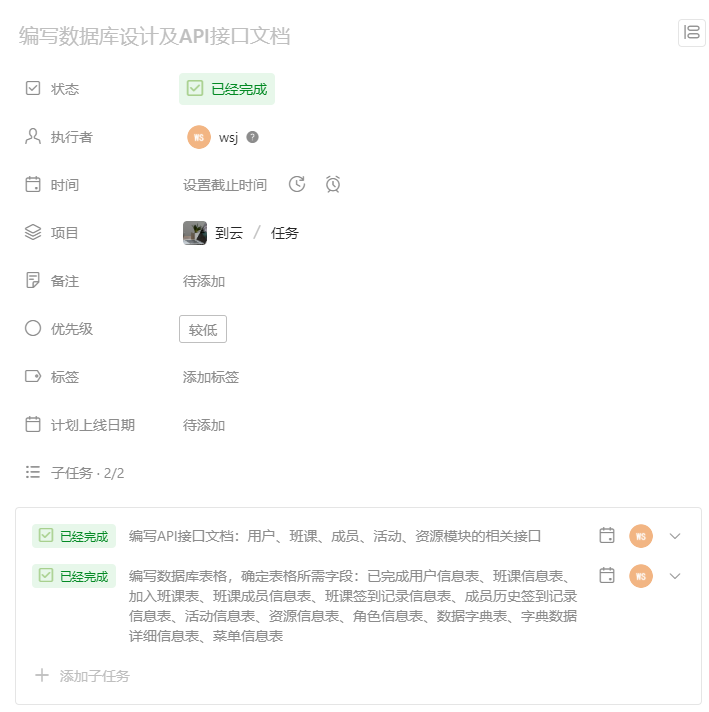 编写数据库设计及API接口文档
状态
已经完成
执行者
ws
wsj
?
时间
设置截止时间
项目
到云 / 任务
备注
待添加
优先级
较低
标签
添加标签
计划上线日期
待添加
子任务 · 2/2
已经完成
编写API接口文档：用户、班课、成员、活动、资源模块的相关接口
ws
已经完成
编写数据库表格，确定表格所需字段：已完成用户信息表、班课信息表、
加入班课表、班课成员信息表、班课签到记录信息表、成员历史签到记录
信息表、活动信息表、资源信息表、角色信息表、数据字典表、字典数据
详细信息表、菜单信息表
ws
添加子任务